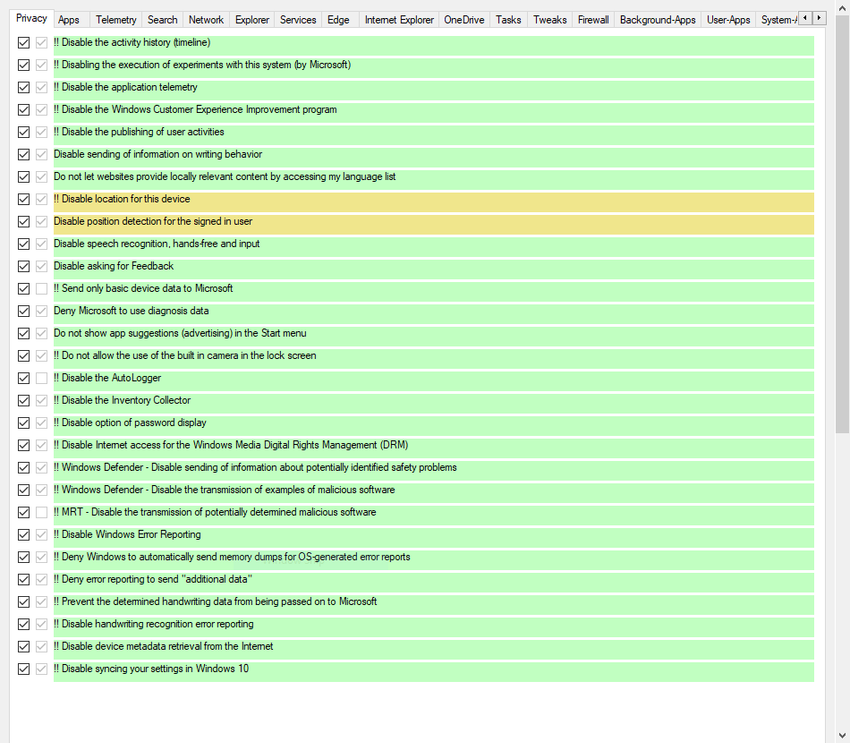 Privacy Apps Telemetry Search Network Explorer Services Edge Internet Explorer OneDrive Tasks Tweaks Firewall Background-Apps User-Apps System-
!! Disable the activity history (timeline)
!! Disabling the execution of experiments with this system (by Microsoft)
!! Disable the application telemetry
!! Disable the Windows Customer Experience Improvement program
!! Disable the publishing of user activities
Disable sending of information on writing behavior
Do not let websites provide locally relevant content by accessing my language list
!! Disable location for this device
Disable position detection for the signed in user
Disable speech recognition, hands-free and input
Disable asking for Feedback
!! Send only basic device data to Microsoft
Deny Microsoft to use diagnosis data
Do not show app suggestions (advertising) in the Start menu
!! Do not allow the use of the built in camera in the lock screen
!! Disable the AutoLogger
!! Disable the Inventory Collector
!! Disable option of password display
!! Disable Internet access for the Windows Media Digital Rights Management (DRM)
!! Windows Defender - Disable sending of information about potentially identified safety problems
!! Windows Defender - Disable the transmission of examples of malicious software
!! MRT - Disable the transmission of potentially determined malicious software
!! Disable Windows Error Reporting
!! Deny Windows to automatically send memory dumps for OS-generated error reports
!! Deny error reporting to send "additional data"
!! Prevent the determined handwriting data from being passed on to Microsoft
!! Disable handwriting recognition error reporting
!! Disable device metadata retrieval from the Internet
!! Disable syncing your settings in Windows 10